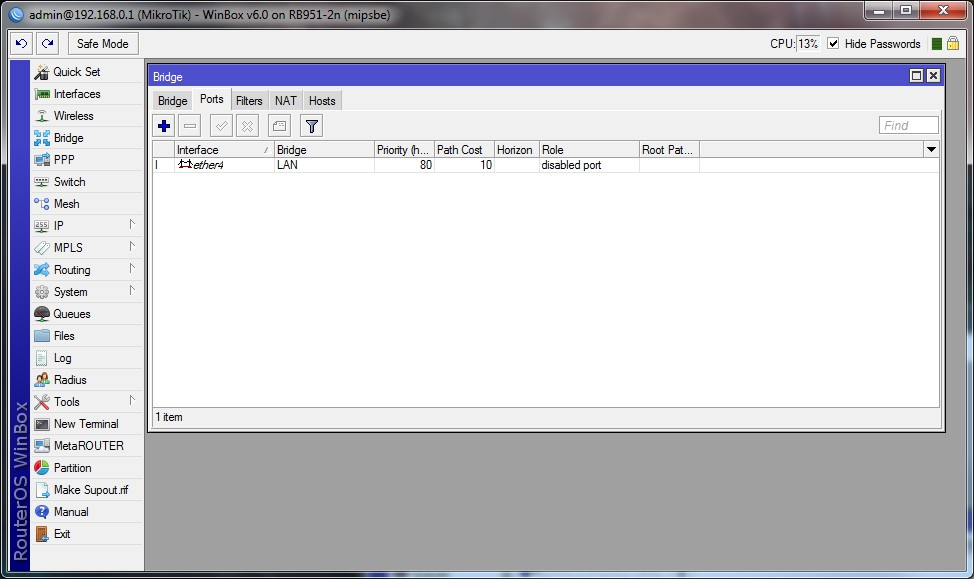 admin@192.168.0.1 (MikroTik) - WinBox v6.0 on RB951-2n (mipsbe)
Safe Mode
CPU: 13% Hide Passwords
Quick Set
Interfaces
Wireless
Bridge
PPP
Switch
Mesh
255 IP
MPLS
Routing
System
Queues
Files
Log
Radius
Tools
New Terminal
MetaROUTER
Partition
Make Supout.rif
Manual
Exit
RouterOS WinBox
Bridge
Bridge Ports Filters NAT Hosts
Find
Interface Bridge Priority (h... Path Cost Horizon Role Root Pat...
I ether4 LAN 80 10 disabled port
1 item